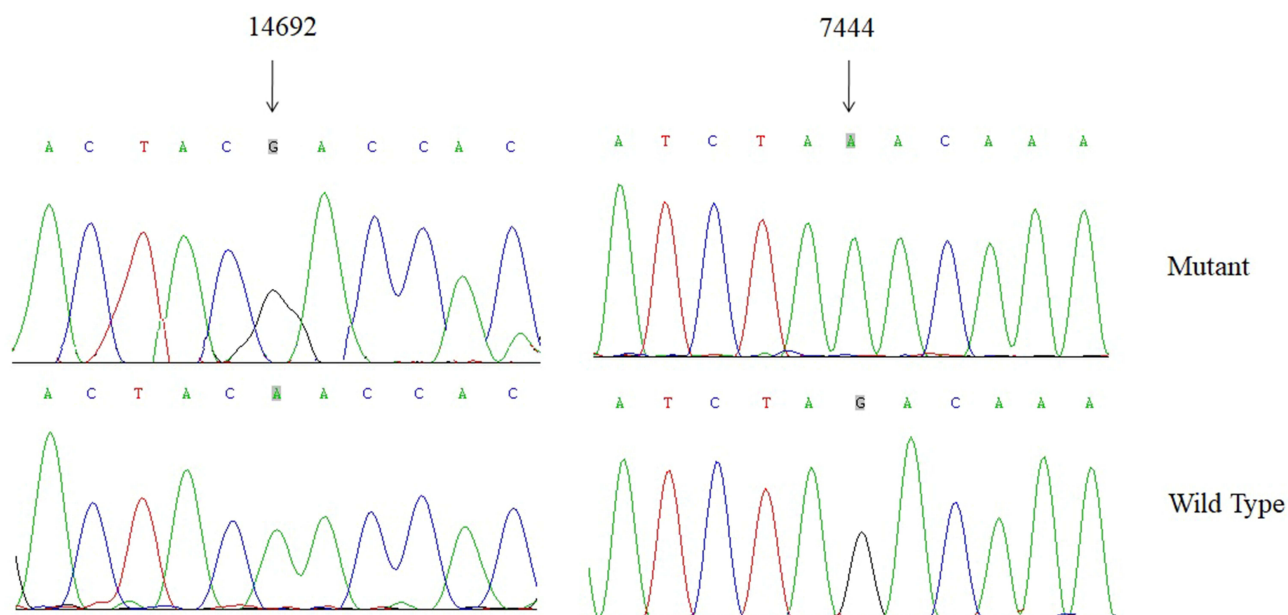 14692 7444
A C T A C G A C C A C
A T C T A A A C A A A
Mutant
A C T A C A A C C A C
A T C T A G A C A A A
Wild Type